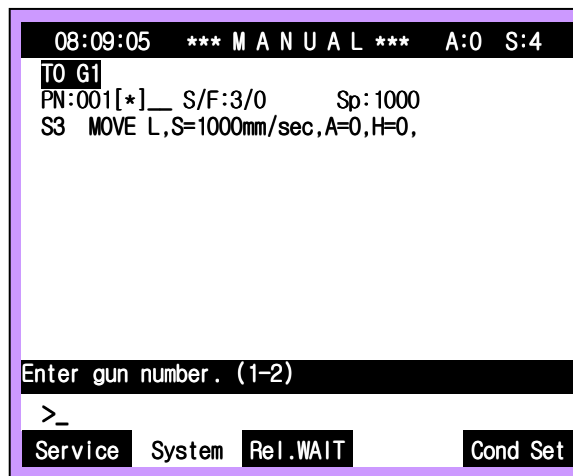 08:09:05 *** M A N U A L *** A:0 S:4
T0 G1
PN:001[*]__ S/F:3/0 Sp:1000
S3 MOVE L,S=1000mm/sec,A=0,H=0,
Enter gun number. (1-2)
>_
Service System Rel.WAIT Cond Set